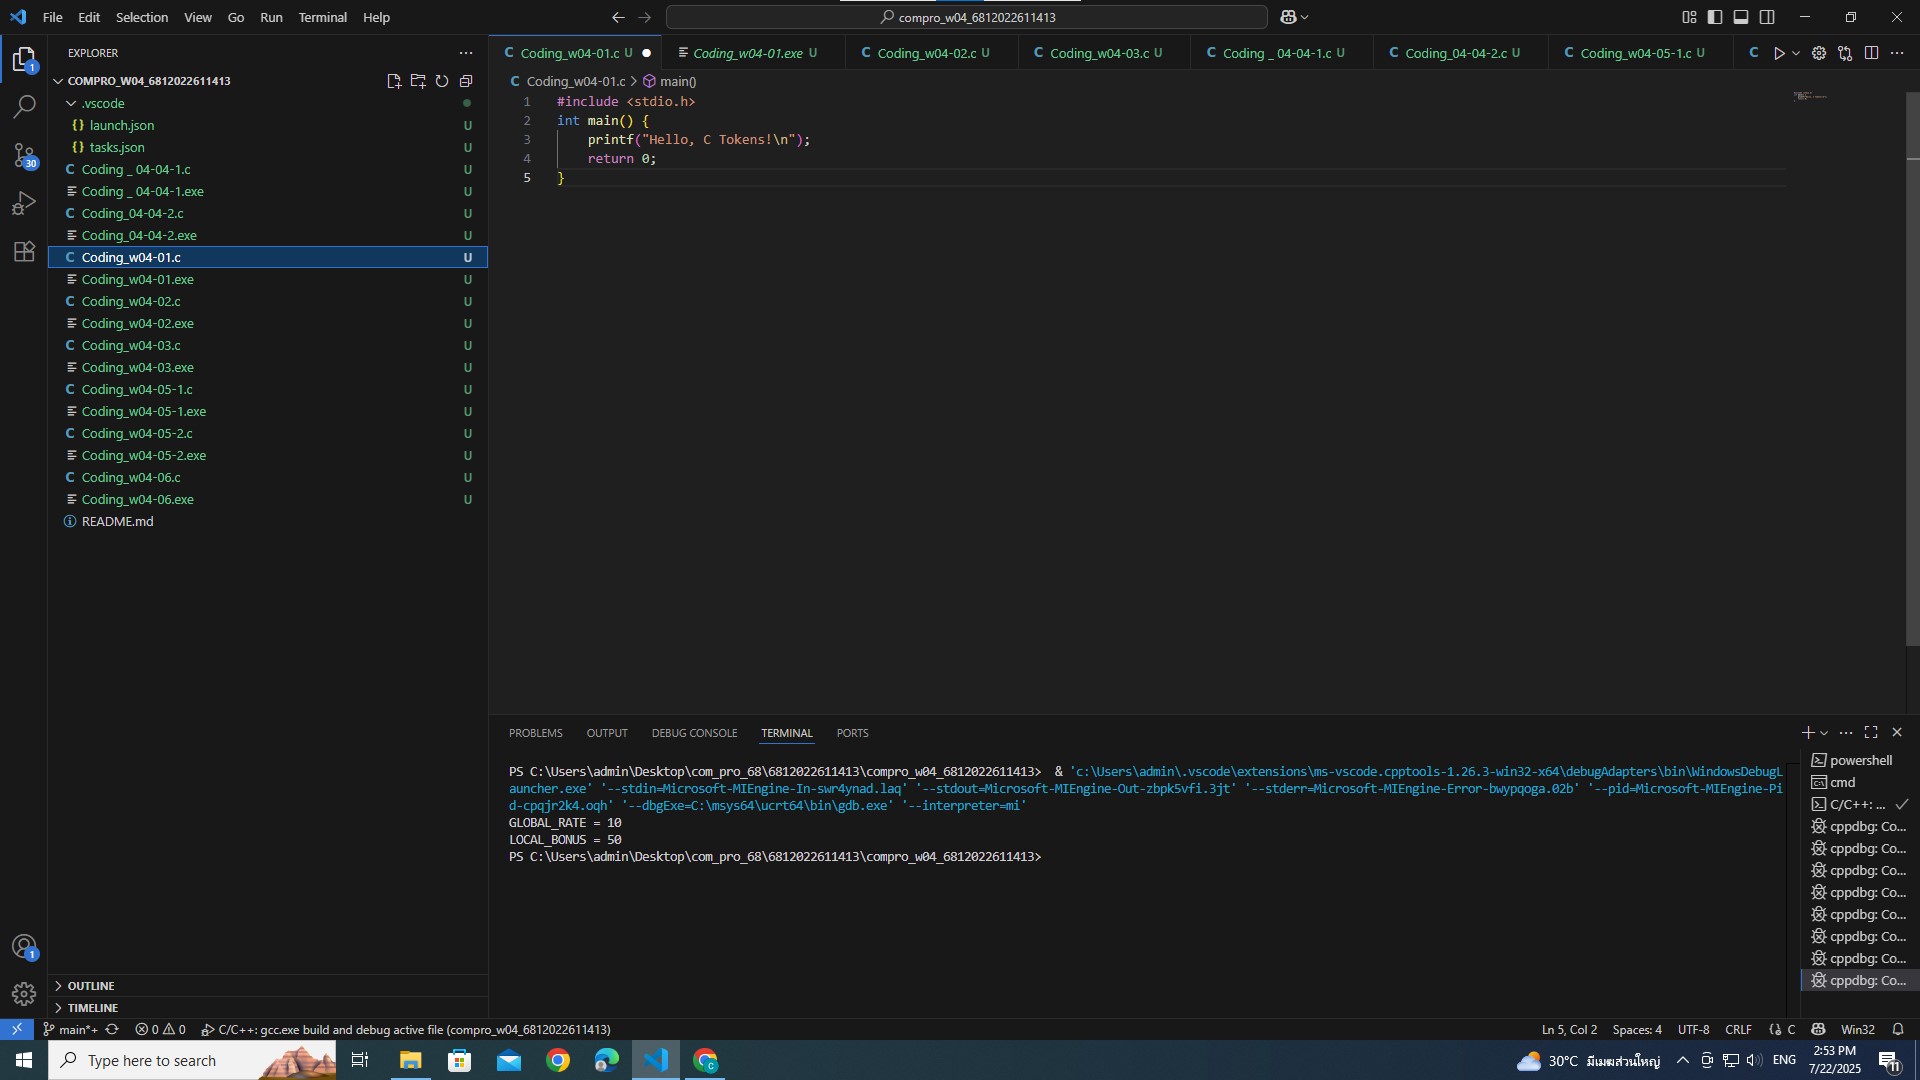 File Edit Selection View Go Run Terminal Help
compro_w04_6812022611413
EXPLORER
COMPRO_W04_6812022611413
.vscode
launch.json U
tasks.json U
Coding _ 04-04-1.c U
Coding _ 04-04-1.exe U
Coding_04-04-2.c U
Coding_04-04-2.exe U
Coding_w04-01.c U
Coding_w04-01.exe U
Coding_w04-02.c U
Coding_w04-02.exe U
Coding_w04-03.c U
Coding_w04-03.exe U
Coding_w04-05-1.c U
Coding_w04-05-1.exe U
Coding_w04-05-2.c U
Coding_w04-05-2.exe U
Coding_w04-06.c U
Coding_w04-06.exe U
README.md
OUTLINE
TIMELINE
1
30
1
C Coding_w04-01.c U Coding_w04-01.exe U C Coding_w04-02.c U C Coding_w04-03.c U C Coding _ 04-04-1.c U C Coding_04-04-2.c U C Coding_w04-05-1.c U C
C Coding_w04-01.c > main()
1 #include <stdio.h>
2 int main() {
3 printf("Hello, C Tokens!\n");
4 return 0;
5 }
PROBLEMS OUTPUT DEBUG CONSOLE TERMINAL PORTS
PS C:\Users\admin\Desktop\com_pro_68\6812022611413\compro_w04_6812022611413> & 'c:\Users\admin\.vscode\extensions\ms-vscode.cpptools-1.26.3-win32-x64\debugAdapters\bin\WindowsDebugL
auncher.exe' '--stdin=Microsoft-MIEngine-In-swr4ynad.laq' '--stdout=Microsoft-MIEngine-Out-zbpk5vfi.3jt' '--stderr=Microsoft-MIEngine-Error-bwypqoga.02b' '--pid=Microsoft-MIEngine-Pi
d-cpqjr2k4.oqh' '--dbgExe=C:\msys64\ucrt64\bin\gdb.exe' '--interpreter=mi'
GLOBAL_RATE = 10
LOCAL_BONUS = 50
PS C:\Users\admin\Desktop\com_pro_68\6812022611413\compro_w04_6812022611413>
powershell
cmd
C/C++: ...
cppdbg: Co...
cppdbg: Co...
cppdbg: Co...
cppdbg: Co...
cppdbg: Co...
cppdbg: Co...
cppdbg: Co...
cppdbg: Co...
main*+ 0 0 C/C++: gcc.exe build and debug active file (compro_w04_6812022611413) Ln 5, Col 2 Spaces: 4 UTF-8 CRLF C Win32
Type here to search
30°C มีเมฆส่วนใหญ่ ENG
2:53 PM
7/22/2025
11